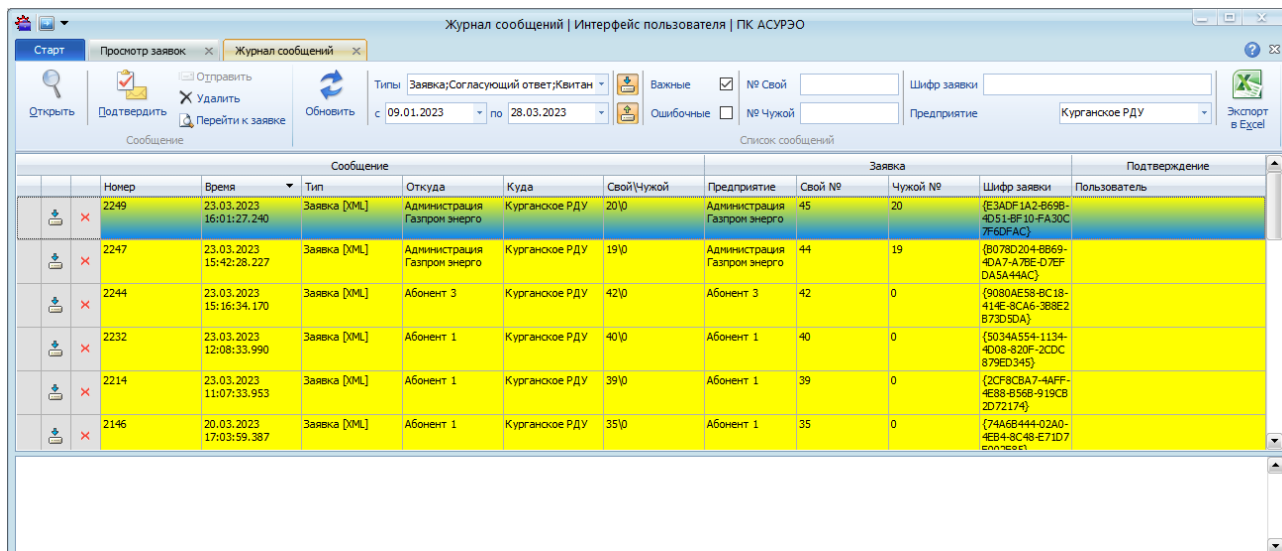 Журнал сообщений | Интерфейс пользователя | ПК АСУРЭО
Старт Просмотр заявок Журнал сообщений
Открыть Подтвердить Отправить Удалить Перейти к заявке Обновить
Типы Заявка;Согласующий ответ;Квитан Важные № Свой Шифр заявки
с 09.01.2023 по 28.03.2023 Ошибочные № Чужой Предприятие Курганское РДУ
Экспорт
в Excel
Сообщение Список сообщений
Сообщение Заявка Подтверждение
Номер Время Тип Откуда Куда Свой\Чужой Предприятие Свой № Чужой № Шифр заявки Пользователь
2249 23.03.2023 Заявка [XML] Администрация Курганское РДУ 20\0 Администрация 45 20 {E3ADF1A2-B69B-
16:01:27.240 Газпром энерго Газпром энерго 4D51-BF10-FA30C
7F6DFAC}
2247 23.03.2023 Заявка [XML] Администрация Курганское РДУ 19\0 Администрация 44 19 {B078D204-BB69-
15:42:28.227 Газпром энерго Газпром энерго 4DA7-A7BE-D7EF
DA5A44AC}
2244 23.03.2023 Заявка [XML] Абонент 3 Курганское РДУ 42\0 Абонент 3 42 0 {9080AE58-BC18-
15:16:34.170 414E-8CA6-3B8E2
B73D5DA}
2232 23.03.2023 Заявка [XML] Абонент 1 Курганское РДУ 40\0 Абонент 1 40 0 {5034A554-1134-
12:08:33.990 4D08-820F-2CDC
879ED345}
2214 23.03.2023 Заявка [XML] Абонент 1 Курганское РДУ 39\0 Абонент 1 39 0 {2CF8CBA7-4AFF-
11:07:33.953 4E88-B56B-919CB
2D72174}
2146 20.03.2023 Заявка [XML] Абонент 1 Курганское РДУ 35\0 Абонент 1 35 0 {74A6B444-02A0-
17:03:59.387 4EB4-8C48-E71D7